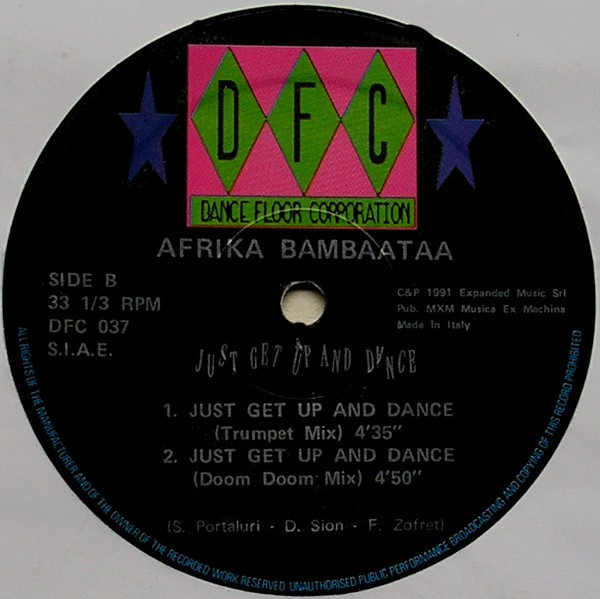 DFC
DANCE FLOOR CORPORATION
AFRIKA BAMBAATAA
SIDE B
33 1/3 RPM
DFC 037
S.I.A.E.
C&P 1991 Expanded Music Srl
Pub. MXM Musica Ex Machina
Made in Italy
JUST GET UP AND DANCE
1. JUST GET UP AND DANCE
(Trumpet Mix) 4'35"
2. JUST GET UP AND DANCE
(Doom Doom Mix) 4'50"
(S. Portaluri - D. Sion - F. Zofret)
ALL RIGHTS OF THE MANUFACTURER AND OF THE OWNER OF THE RECORDED WORK RESERVED. UNAUTHORISED PUBLIC PERFORMANCE BROADCASTING AND COPYING OF THIS RECORD PROHIBITED